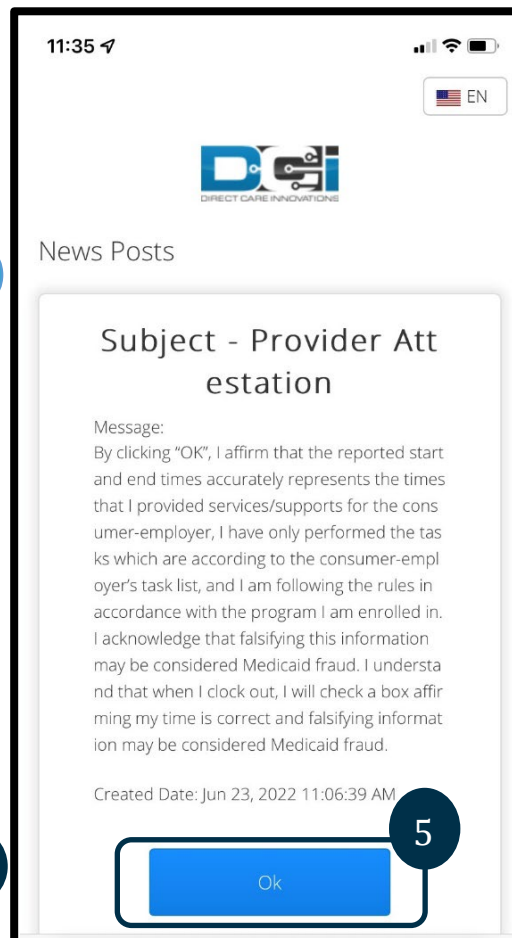 11:35
EN
DCi
DIRECT CARE INNOVATIONS
News Posts
Subject - Provider Att
estation
Message:
By clicking “OK”, I affirm that the reported start
and end times accurately represents the times
that I provided services/supports for the cons
umer-employer, I have only performed the tas
ks which are according to the consumer-empl
oyer’s task list, and I am following the rules in
accordance with the program I am enrolled in.
I acknowledge that falsifying this information
may be considered Medicaid fraud. I understa
nd that when I clock out, I will check a box affir
ming my time is correct and falsifying informat
ion may be considered Medicaid fraud.
Created Date: Jun 23, 2022 11:06:39 AM
5
Ok